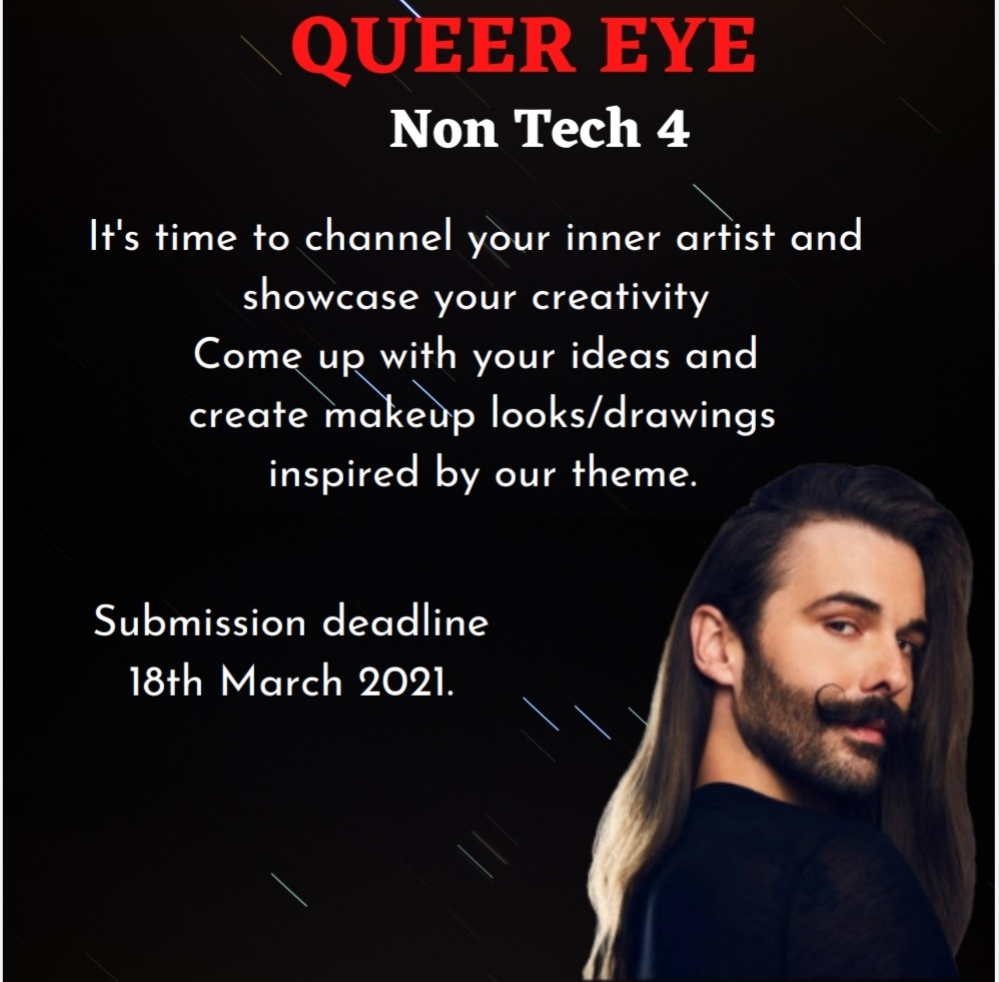 QUEER EYE
Non Tech 4
It's time to channel your inner artist and
showcase your creativity
Come up with your ideas and
create makeup looks/drawings
inspired by our theme.
Submission deadline
18th March 2021.